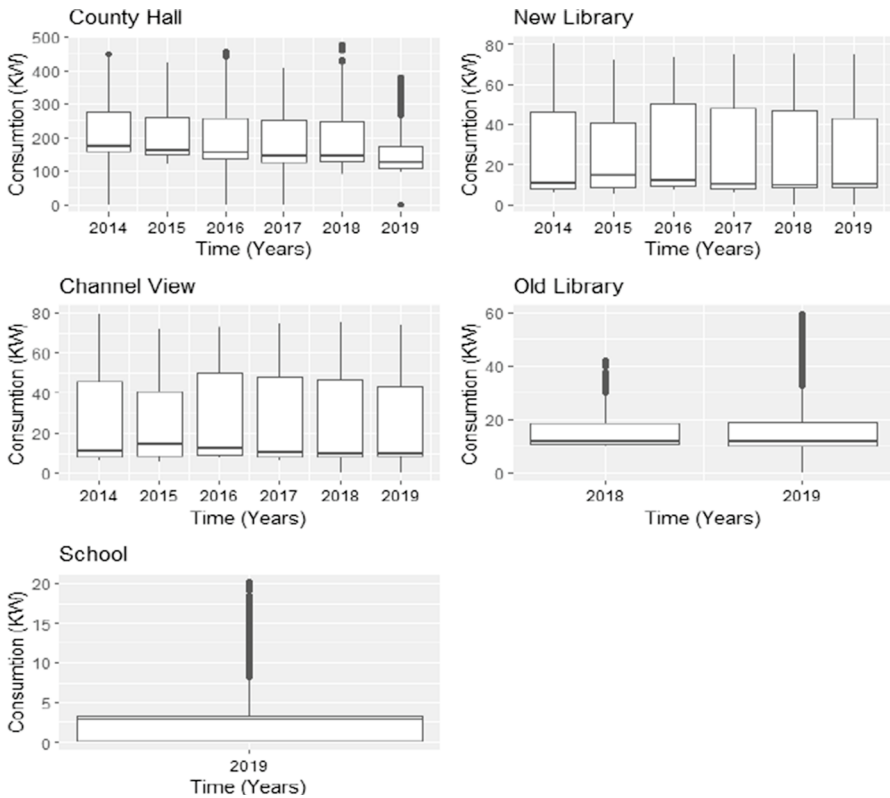 County Hall
Consumtion (KW)
500
400
300
200
100
0
2014 2015 2016 2017 2018 2019
Time (Years)
New Library
Consumtion (KW)
80
60
40
20
0
2014 2015 2016 2017 2018 2019
Time (Years)
Channel View
Consumtion (KW)
80
60
40
20
0
2014 2015 2016 2017 2018 2019
Time (Years)
Old Library
Consumtion (KW)
60
40
20
0
2018 2019
Time (Years)
School
Consumtion (KW)
20
15
10
5
0
2019
Time (Years)